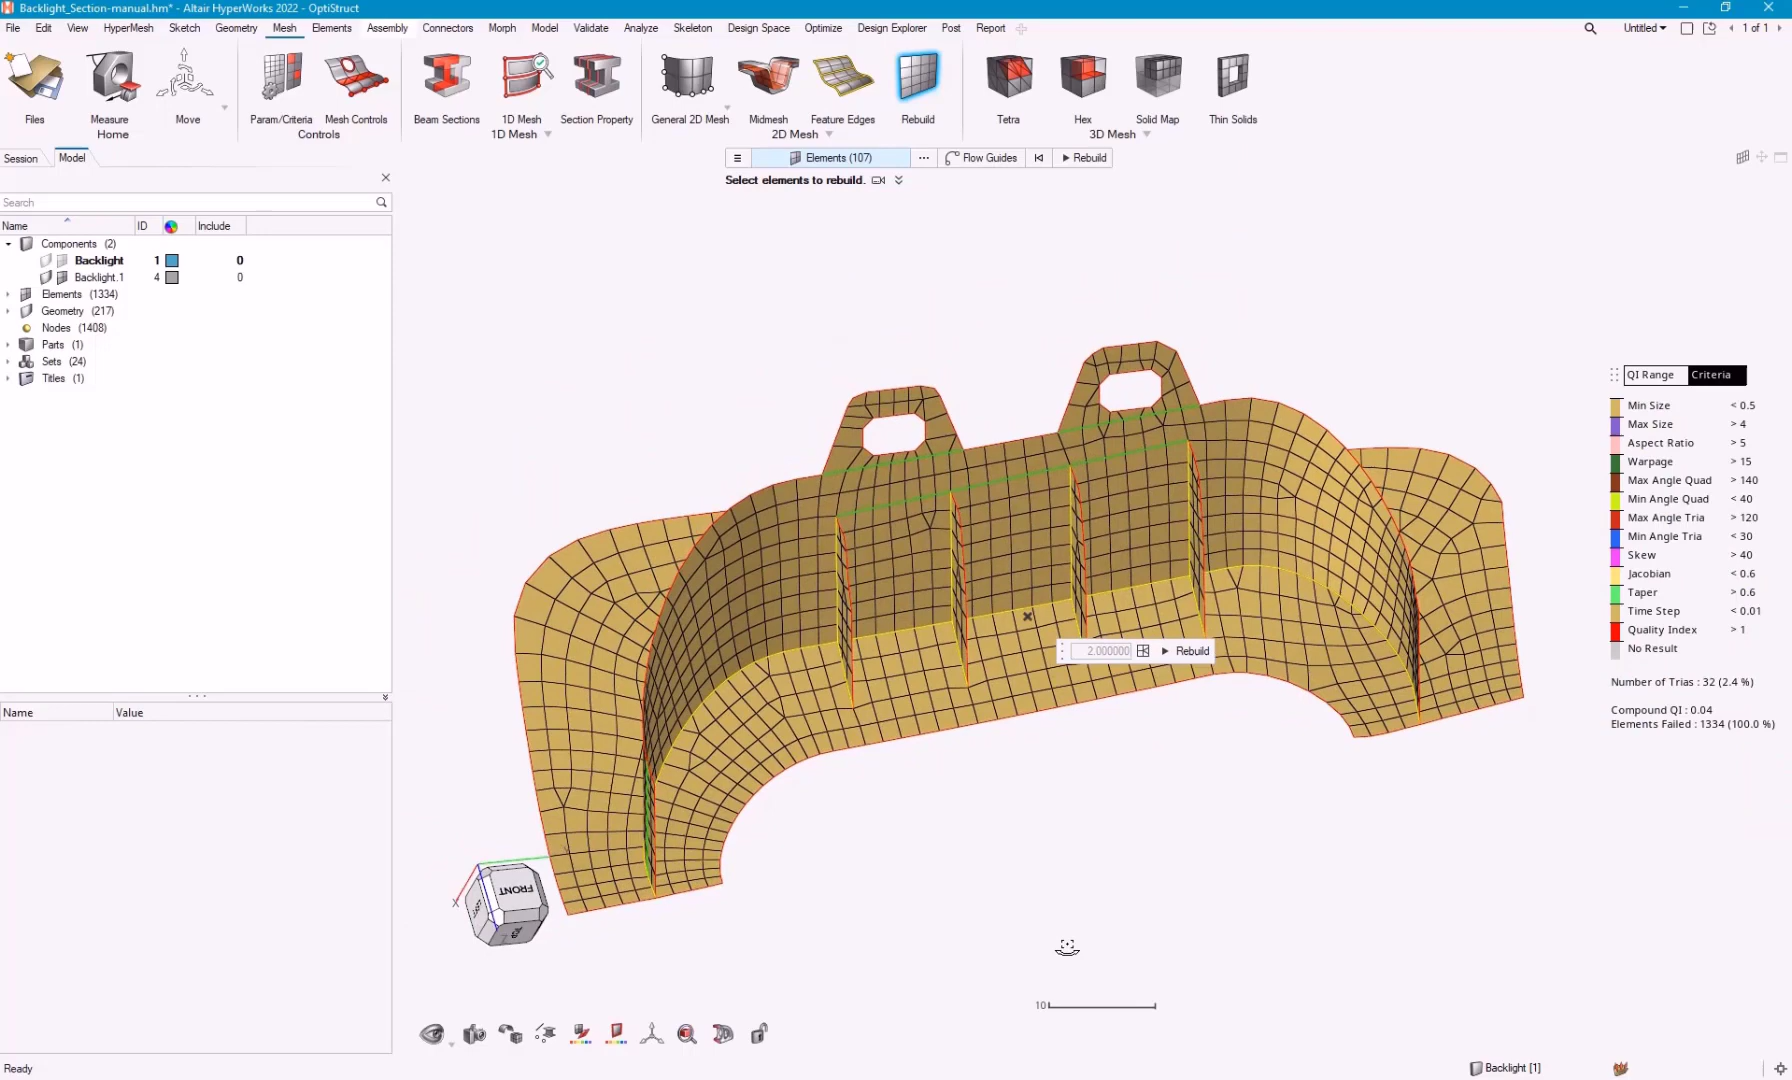 Backlight_Section-manual.hm* - Altair HyperWorks 2022 - OptiStruct
File Edit View HyperMesh Sketch Geometry Mesh Elements Assembly Connectors Morph Model Validate Analyze Skeleton Design Space Optimize Design Explorer Post Report Untitled 1 of 1
Files Measure Move Param/Criteria Mesh Controls Beam Sections 1D Mesh Section Property General 2D Mesh Midmesh Feature Edges Rebuild Tetra Hex Solid Map Thin Solids
Home Controls 1D Mesh 2D Mesh 3D Mesh
Session Model
Elements (107) Flow Guides Rebuild
Select elements to rebuild.
Search
Name ID Include
Components (2)
Backlight 1 0
Backlight.1 4 0
Elements (1334)
Geometry (217)
Nodes (1408)
Parts (1)
Sets (24)
Titles (1)
Name Value
QI Range Criteria
Min Size < 0.5
Max Size > 4
Aspect Ratio > 5
Warpage > 15
Max Angle Quad > 140
Min Angle Quad < 40
Max Angle Tria > 120
Min Angle Tria < 30
Skew > 40
Jacobian < 0.6
Taper > 0.6
Time Step < 0.01
Quality Index > 1
No Result
Number of Trias : 32 (2.4 %)
Compound QI : 0.04
Elements Failed : 1334 (100.0 %)
2.000000 Rebuild
FRONT
X
10
Ready
Backlight [1]